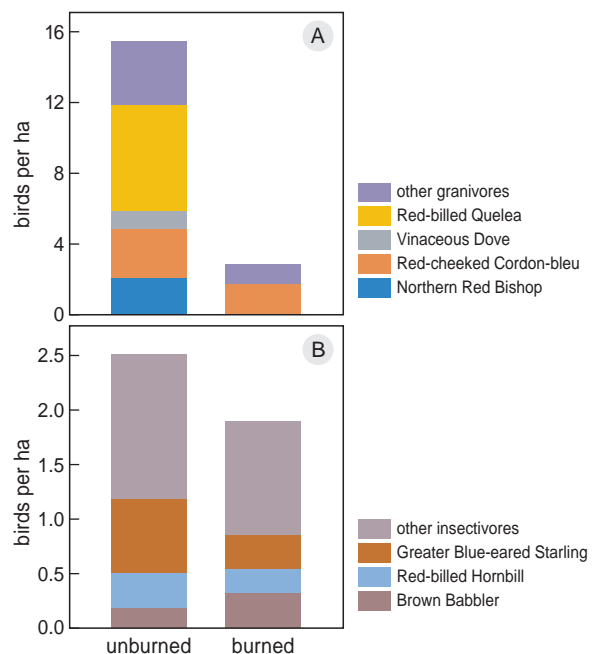 A
16
12
8
4
0
birds per ha
other granivores
Red-billed Quelea
Vinaceous Dove
Red-cheeked Cordon-bleu
Northern Red Bishop
B
2.5
2.0
1.5
1.0
0.5
0.0
birds per ha
other insectivores
Greater Blue-eared Starling
Red-billed Hornbill
Brown Babbler
unburned burned